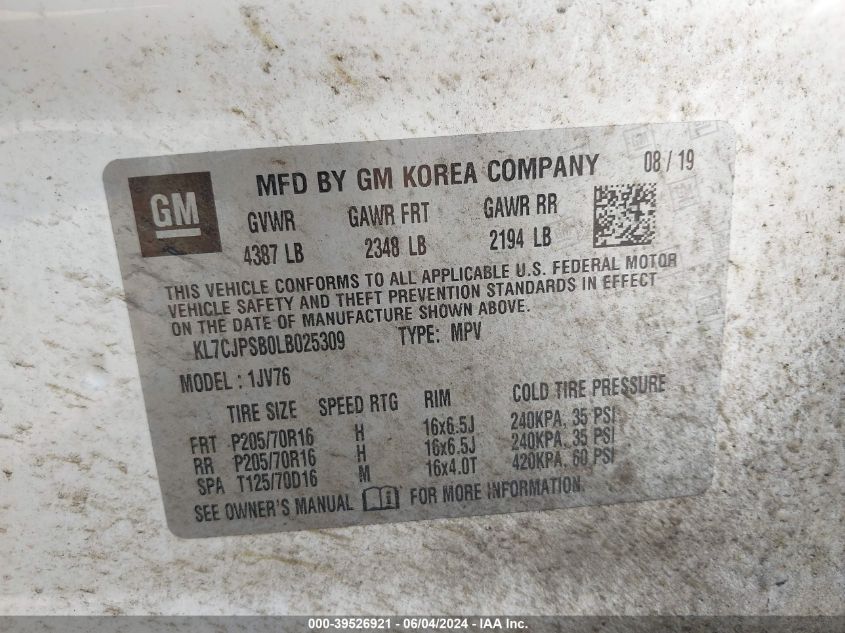 GM
MFD BY GM KOREA COMPANY 08 / 19
GVWR GAWR FRT GAWR RR
4387 LB 2348 LB 2194 LB
THIS VEHICLE CONFORMS TO ALL APPLICABLE U.S. FEDERAL MOTOR
VEHICLE SAFETY AND THEFT PREVENTION STANDARDS IN EFFECT
ON THE DATE OF MANUFACTURE SHOWN ABOVE.
KL7CJPSB0LB025309 TYPE: MPV
MODEL : 1JV76
TIRE SIZE SPEED RTG RIM COLD TIRE PRESSURE
FRT P205/70R16 H 16x6.5J 240KPA, 35 PSI
RR P205/70R16 H 16x6.5J 240KPA, 35 PSI
SPA T125/70D16 M 16x4.0T 420KPA, 60 PSI
SEE OWNER'S MANUAL FOR MORE INFORMATION.
000-39526921 - 06/04/2024 - IAA Inc.